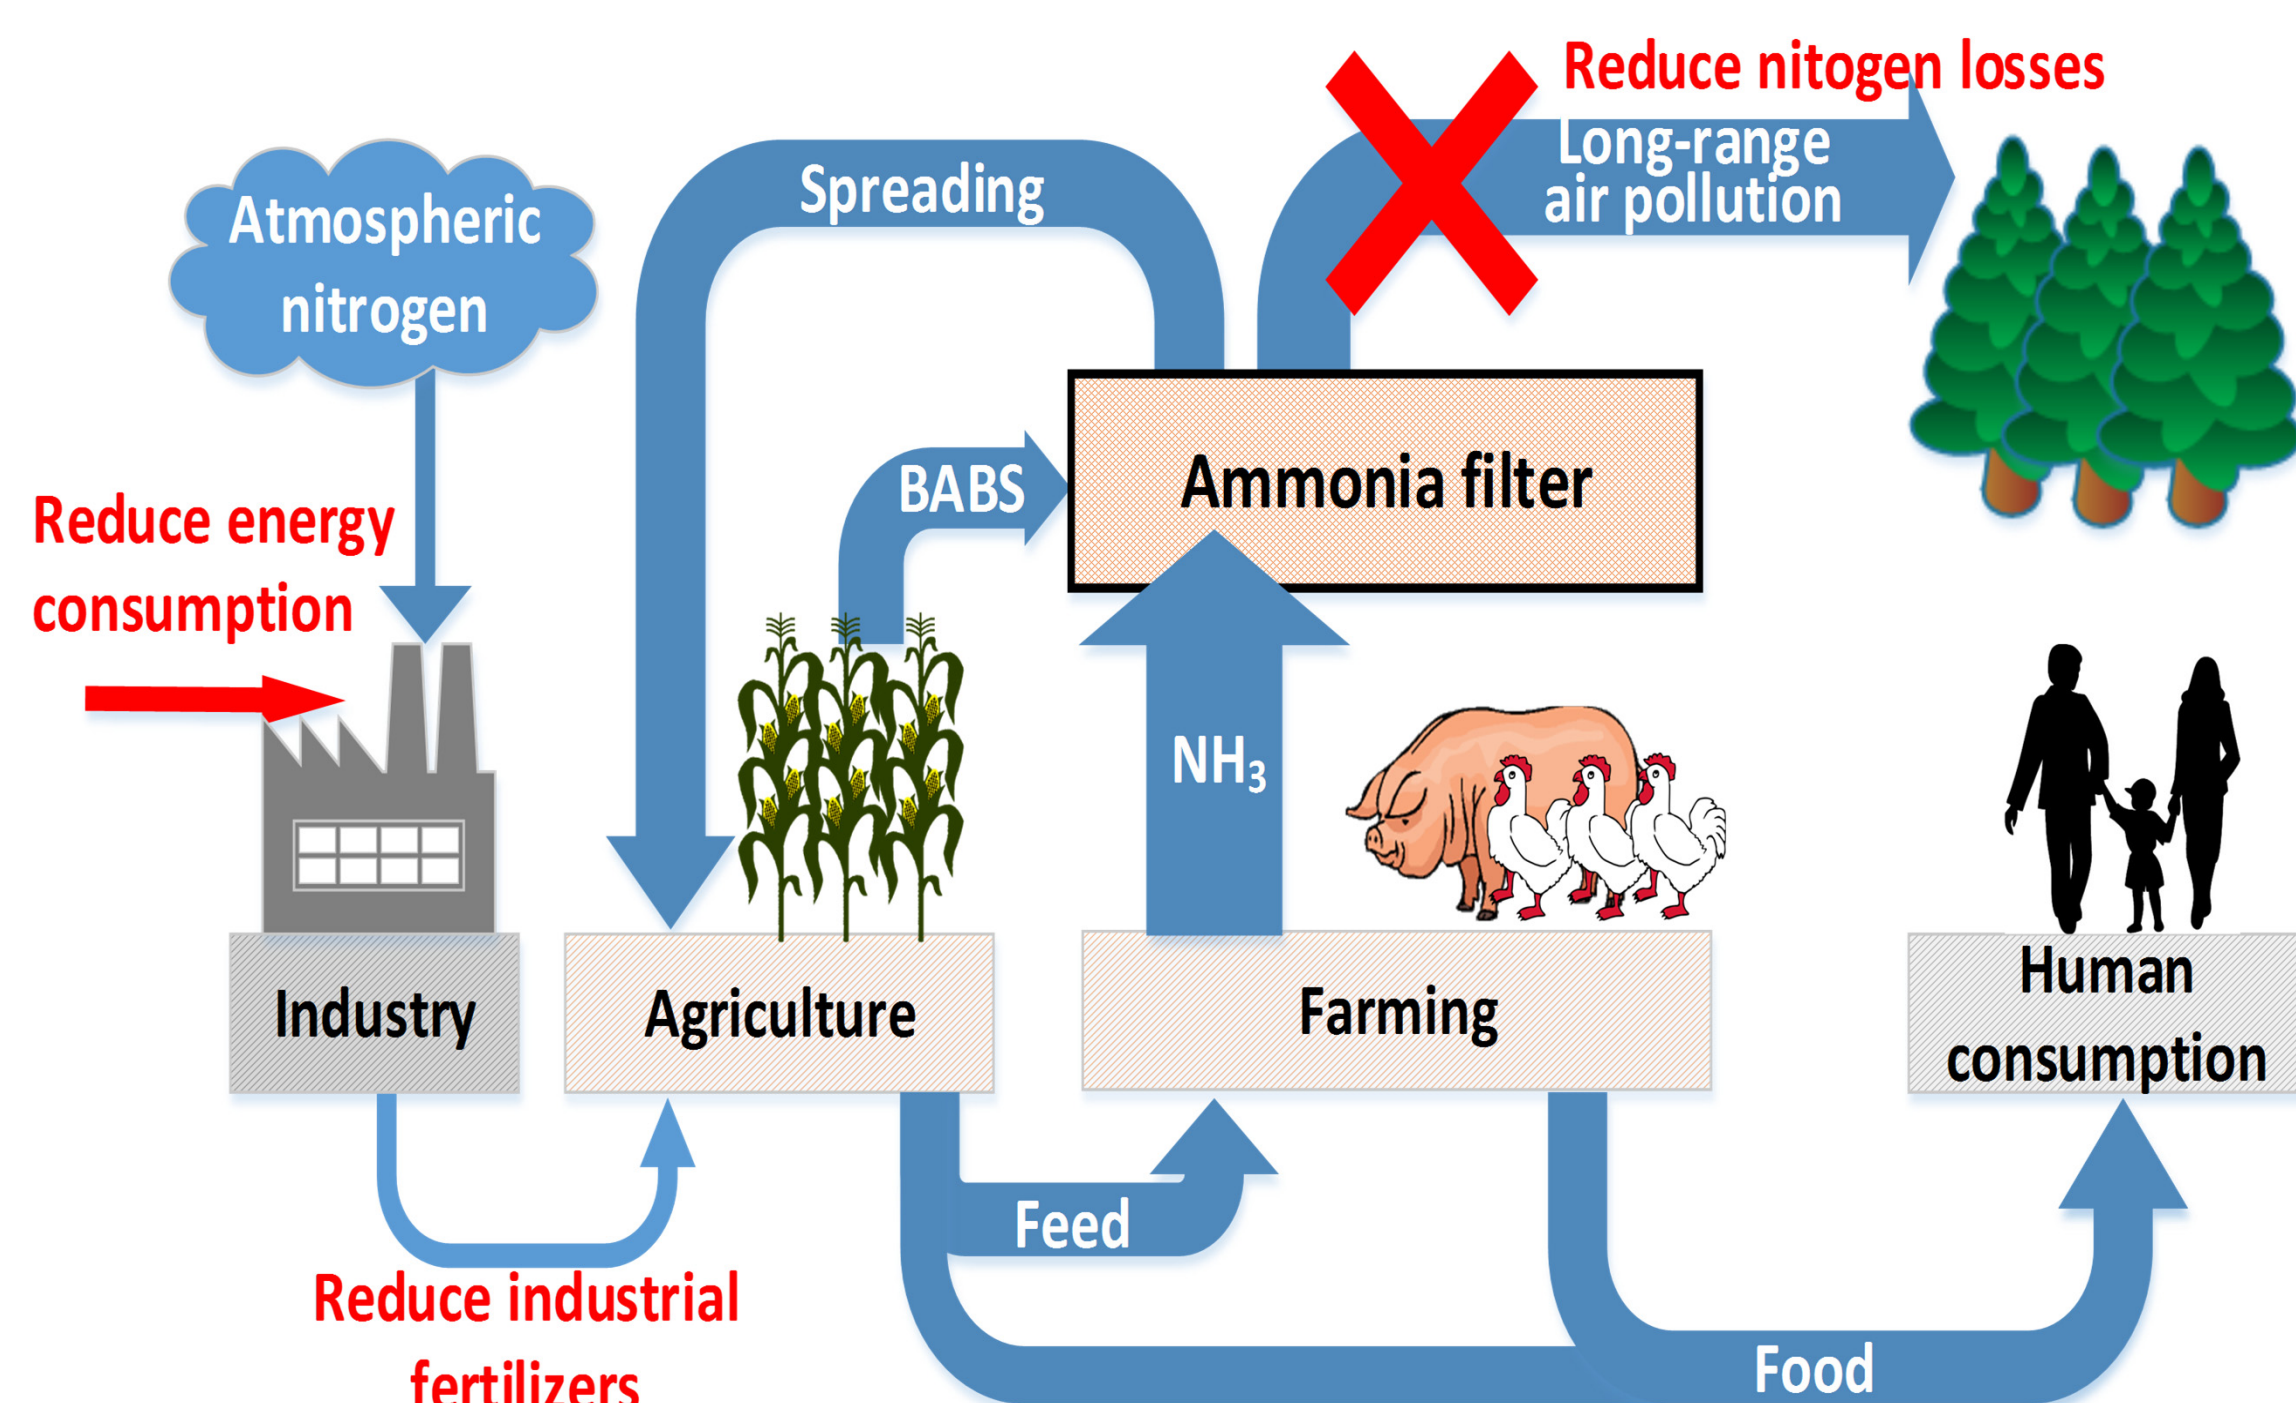 Reduce nitogen losses
Long-range
air pollution
Spreading
Atmospheric
nitrogen
BABS
Ammonia filter
Reduce energy
consumption
NH₃
Industry
Agriculture
Farming
Human
consumption
Feed
Reduce industrial
fertilizers
Food